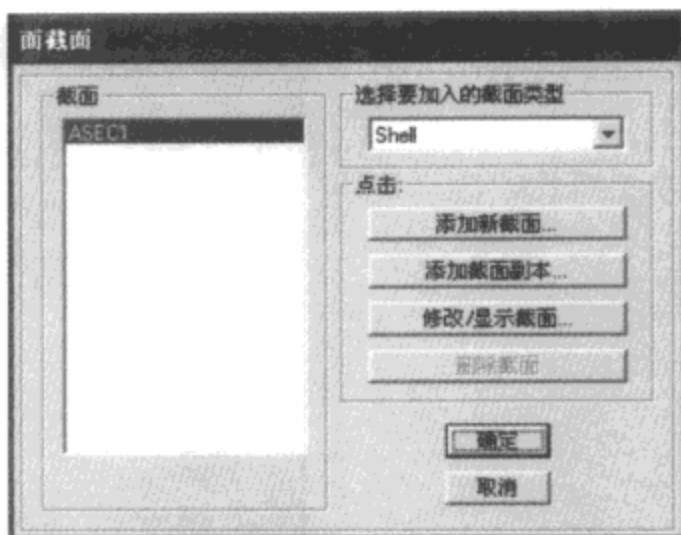 面截面
截面
ASEC1
选择要加入的截面类型
Shell
点击:
添加新截面...
添加截面副本...
修改/显示截面...
删除截面
确定
取消